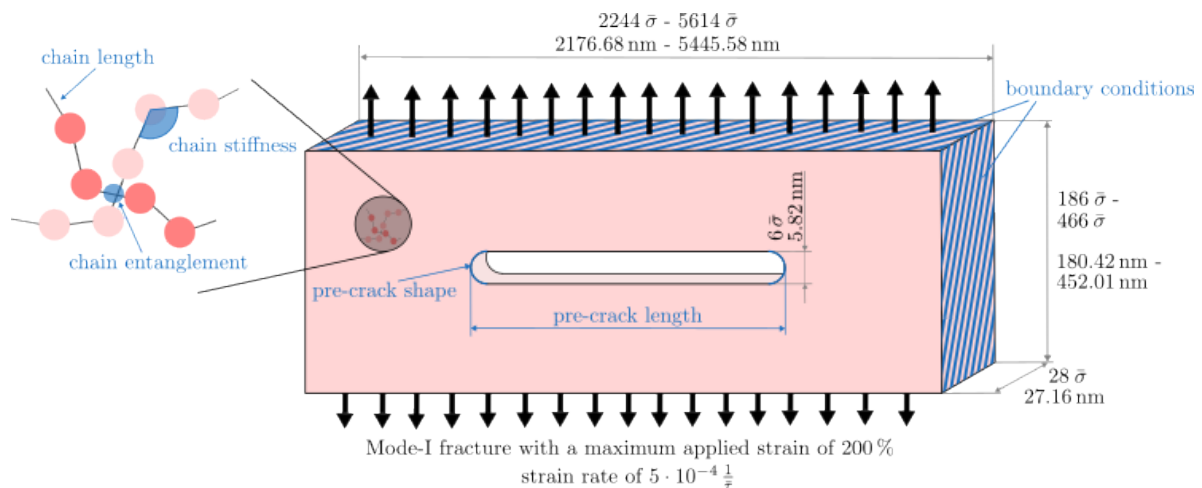 2244 σ̄ - 5614 σ̄
2176.68 nm - 5445.58 nm
chain length
boundary conditions
chain stiffness
6 σ̄
5.82 nm
186 σ̄ -
466 σ̄
180.42 nm -
452.01 nm
chain entanglement
pre-crack shape
pre-crack length
28 σ̄
27.16 nm
Mode-I fracture with a maximum applied strain of 200 %
strain rate of 5 · 10⁻⁴ 1/τ̄